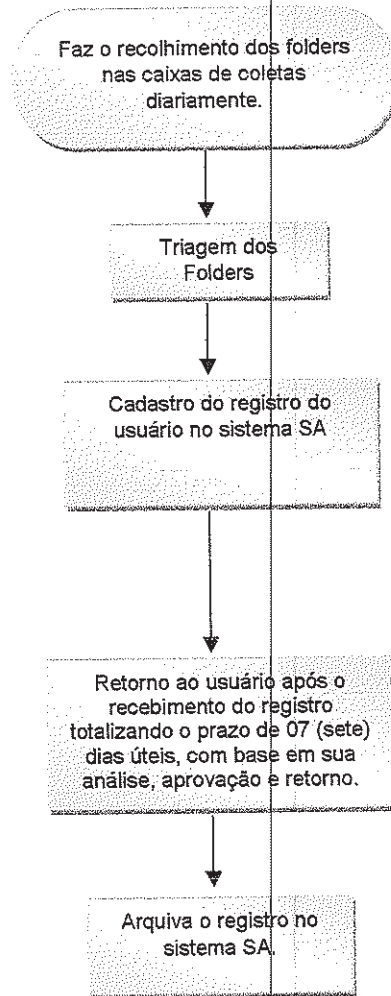 Faz o recolhimento dos folders
nas caixas de coletas
diariamente.
Triagem dos
Folders
Cadastro do registro do
usuário no sistema SA
Retorno ao usuário após o
recebimento do registro
totalizando o prazo de 07 (sete)
dias úteis, com base em sua
análise, aprovação e retorno.
Arquiva o registro no
sistema SA.